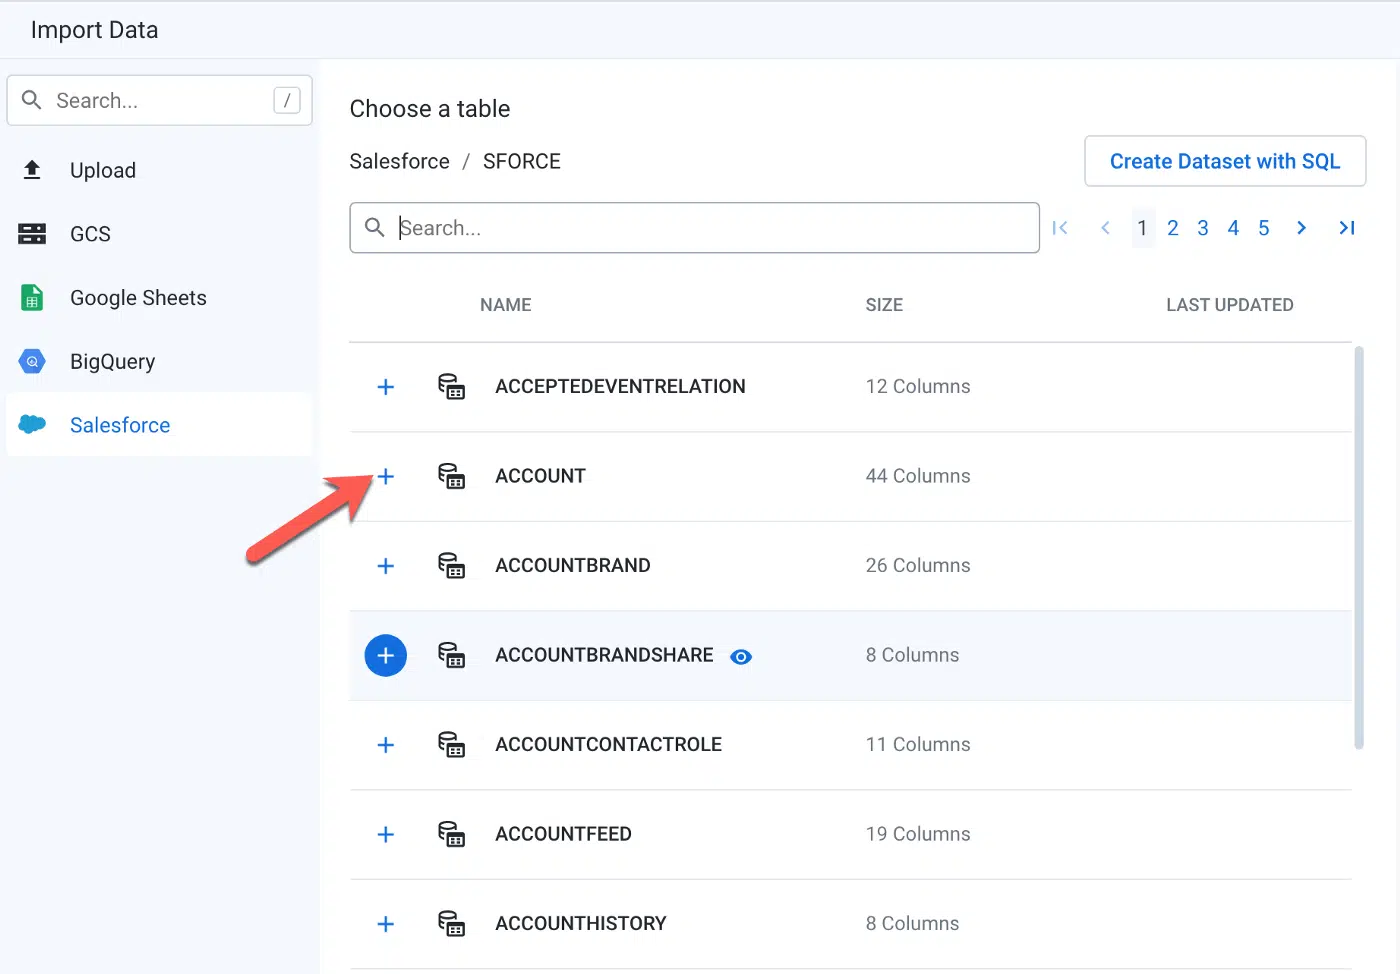 Import Data
Search...
/
Upload
GCS
Google Sheets
BigQuery
Salesforce
Choose a table
Salesforce / SFORCE
Create Dataset with SQL
Search...
1 2 3 4 5
NAME SIZE LAST UPDATED
ACCEPTEDEVENTRELATION 12 Columns
ACCOUNT 44 Columns
ACCOUNTBRAND 26 Columns
ACCOUNTBRANDSHARE 8 Columns
ACCOUNTCONTACTROLE 11 Columns
ACCOUNTFEED 19 Columns
ACCOUNTHISTORY 8 Columns